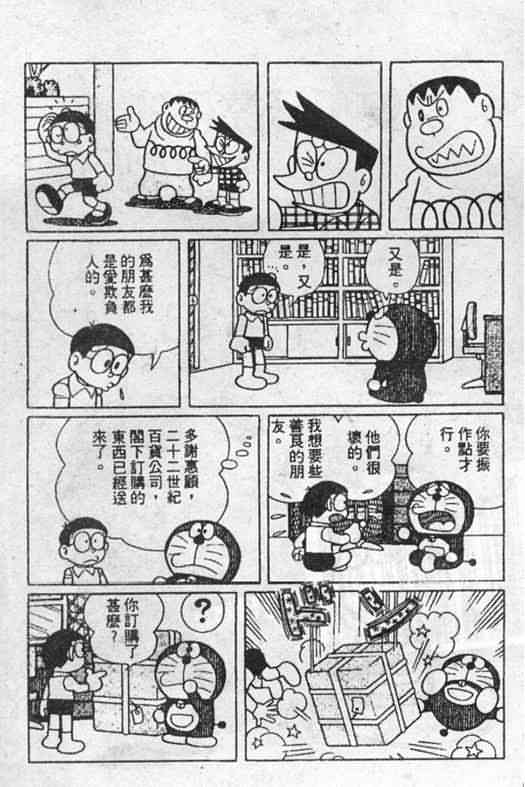 又是。
是，又
是。
爲甚麽我
的朋友都
是愛欺負
人的。
你要振
作點才
行。
他們很
壞的。
我想要些
善良的朋
友。
多謝惠顧，
二十二世紀
百貨公司，
閣下訂購的
東西已經送
來了。
?
你訂購了
甚麽？